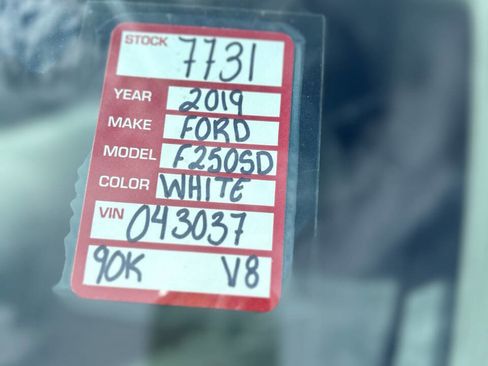 STOCK 7731
YEAR 2019
MAKE FORD
MODEL F250SD
COLOR WHITE
VIN 043037
90K V8